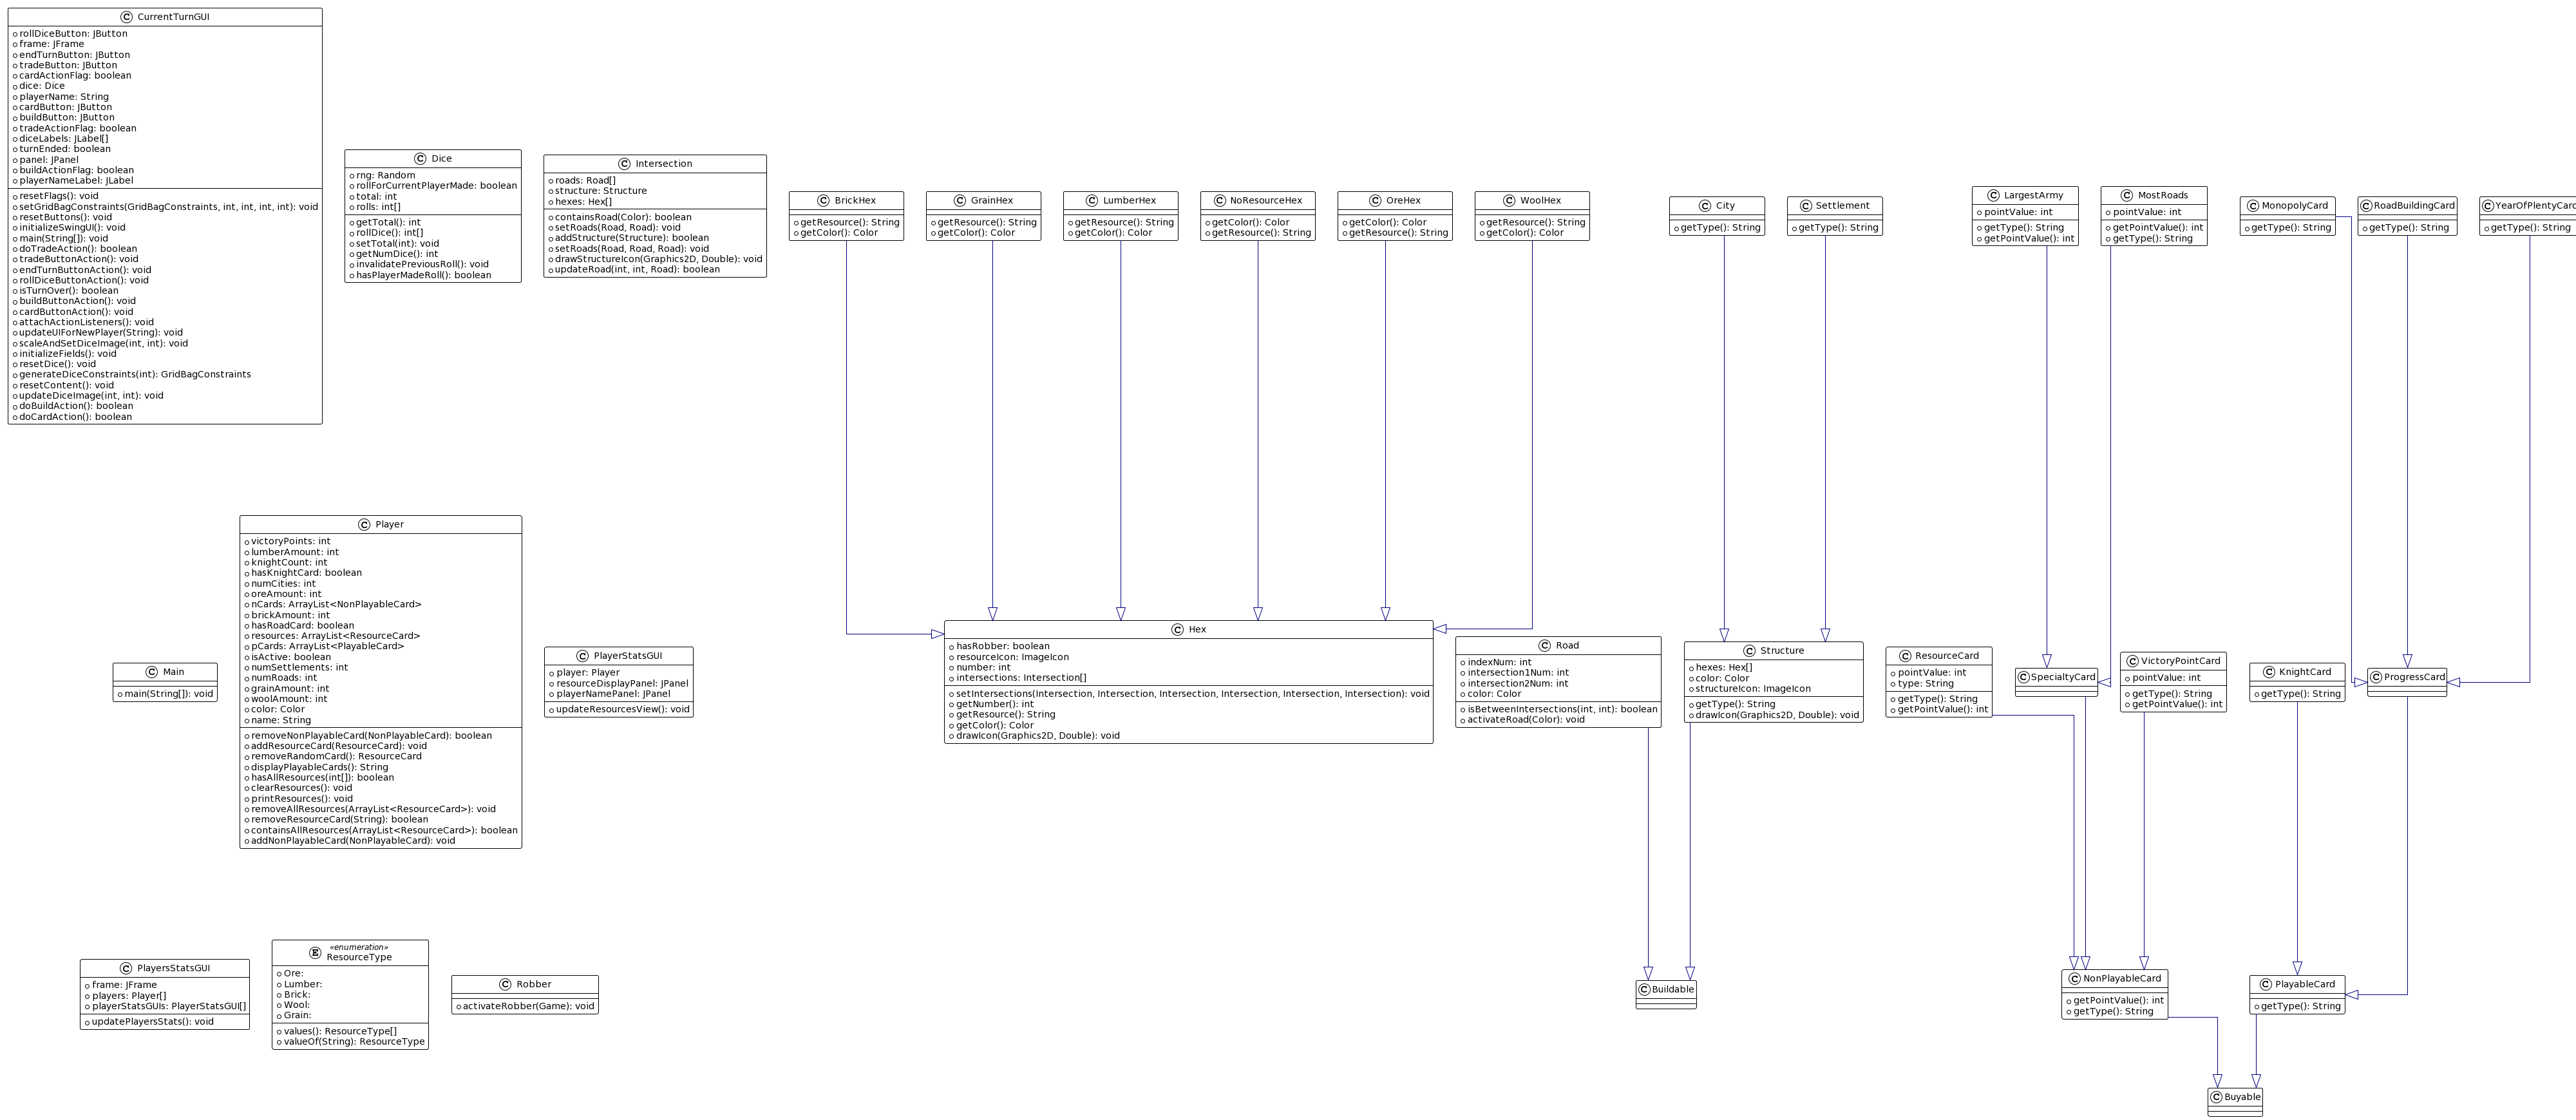 CurrentTurnGUI
rollDiceButton: JButton
frame: JFrame
endTurnButton: JButton
tradeButton: JButton
cardActionFlag: boolean
dice: Dice
playerName: String
cardButton: JButton
buildButton: JButton
tradeActionFlag: boolean
diceLabels: JLabel[]
turnEnded: boolean
panel: JPanel
buildActionFlag: boolean
playerNameLabel: JLabel
resetFlags(): void
setGridBagConstraints(GridBagConstraints, int, int, int, int): void
resetButtons(): void
initializeSwingUI(): void
main(String[]): void
doTradeAction(): boolean
tradeButtonAction(): void
endTurnButtonAction(): void
rollDiceButtonAction(): void
isTurnOver(): boolean
buildButtonAction(): void
cardButtonAction(): void
attachActionListeners(): void
updateUIForNewPlayer(String): void
scaleAndSetDiceImage(int, int): void
initializeFields(): void
resetDice(): void
generateDiceConstraints(int): GridBagConstraints
resetContent(): void
updateDiceImage(int, int): void
doBuildAction(): boolean
doCardAction(): boolean
Dice
rng: Random
rollForCurrentPlayerMade: boolean
total: int
rolls: int[]
getTotal(): int
rollDice(): int[]
setTotal(int): void
getNumDice(): int
invalidatePreviousRoll(): void
hasPlayerMadeRoll(): boolean
Intersection
roads: Road[]
structure: Structure
hexes: Hex[]
containsRoad(Color): boolean
setRoads(Road, Road): void
addStructure(Structure): boolean
setRoads(Road, Road, Road): void
drawStructureIcon(Graphics2D, Double): void
updateRoad(int, int, Road): boolean
BrickHex
getResource(): String
getColor(): Color
GrainHex
getResource(): String
getColor(): Color
LumberHex
getResource(): String
getColor(): Color
NoResourceHex
getColor(): Color
getResource(): String
OreHex
getColor(): Color
getResource(): String
WoolHex
getResource(): String
getColor(): Color
City
getType(): String
Settlement
getType(): String
LargestArmy
pointValue: int
getType(): String
getPointValue(): int
MostRoads
pointValue: int
getPointValue(): int
getType(): String
MonopolyCard
getType(): String
RoadBuildingCard
getType(): String
YearOfPlentyCard
getType(): String
Main
main(String[]): void
Player
victoryPoints: int
lumberAmount: int
knightCount: int
hasKnightCard: boolean
numCities: int
oreAmount: int
nCards: ArrayList<NonPlayableCard>
brickAmount: int
hasRoadCard: boolean
resources: ArrayList<ResourceCard>
pCards: ArrayList<PlayableCard>
isActive: boolean
numSettlements: int
numRoads: int
grainAmount: int
woolAmount: int
color: Color
name: String
removeNonPlayableCard(NonPlayableCard): boolean
addResourceCard(ResourceCard): void
removeRandomCard(): ResourceCard
displayPlayableCards(): String
hasAllResources(int[]): boolean
clearResources(): void
printResources(): void
removeAllResources(ArrayList<ResourceCard>): void
removeResourceCard(String): boolean
containsAllResources(ArrayList<ResourceCard>): boolean
addNonPlayableCard(NonPlayableCard): void
PlayerStatsGUI
player: Player
resourceDisplayPanel: JPanel
playerNamePanel: JPanel
updateResourcesView(): void
Hex
hasRobber: boolean
resourceIcon: ImageIcon
number: int
intersections: Intersection[]
setIntersections(Intersection, Intersection, Intersection, Intersection, Intersection, Intersection): void
getNumber(): int
getResource(): String
getColor(): Color
drawIcon(Graphics2D, Double): void
Road
indexNum: int
intersection1Num: int
intersection2Num: int
color: Color
isBetweenIntersections(int, int): boolean
activateRoad(Color): void
Structure
hexes: Hex[]
color: Color
structureIcon: ImageIcon
getType(): String
drawIcon(Graphics2D, Double): void
ResourceCard
pointValue: int
type: String
getType(): String
getPointValue(): int
SpecialtyCard
VictoryPointCard
pointValue: int
getType(): String
getPointValue(): int
KnightCard
getType(): String
ProgressCard
PlayersStatsGUI
frame: JFrame
players: Player[]
playerStatsGUIs: PlayerStatsGUI[]
updatePlayersStats(): void
«enumeration»
ResourceType
Ore:
Lumber:
Brick:
Wool:
Grain:
values(): ResourceType[]
valueOf(String): ResourceType
Robber
activateRobber(Game): void
Buildable
NonPlayableCard
getPointValue(): int
getType(): String
PlayableCard
getType(): String
Buyable